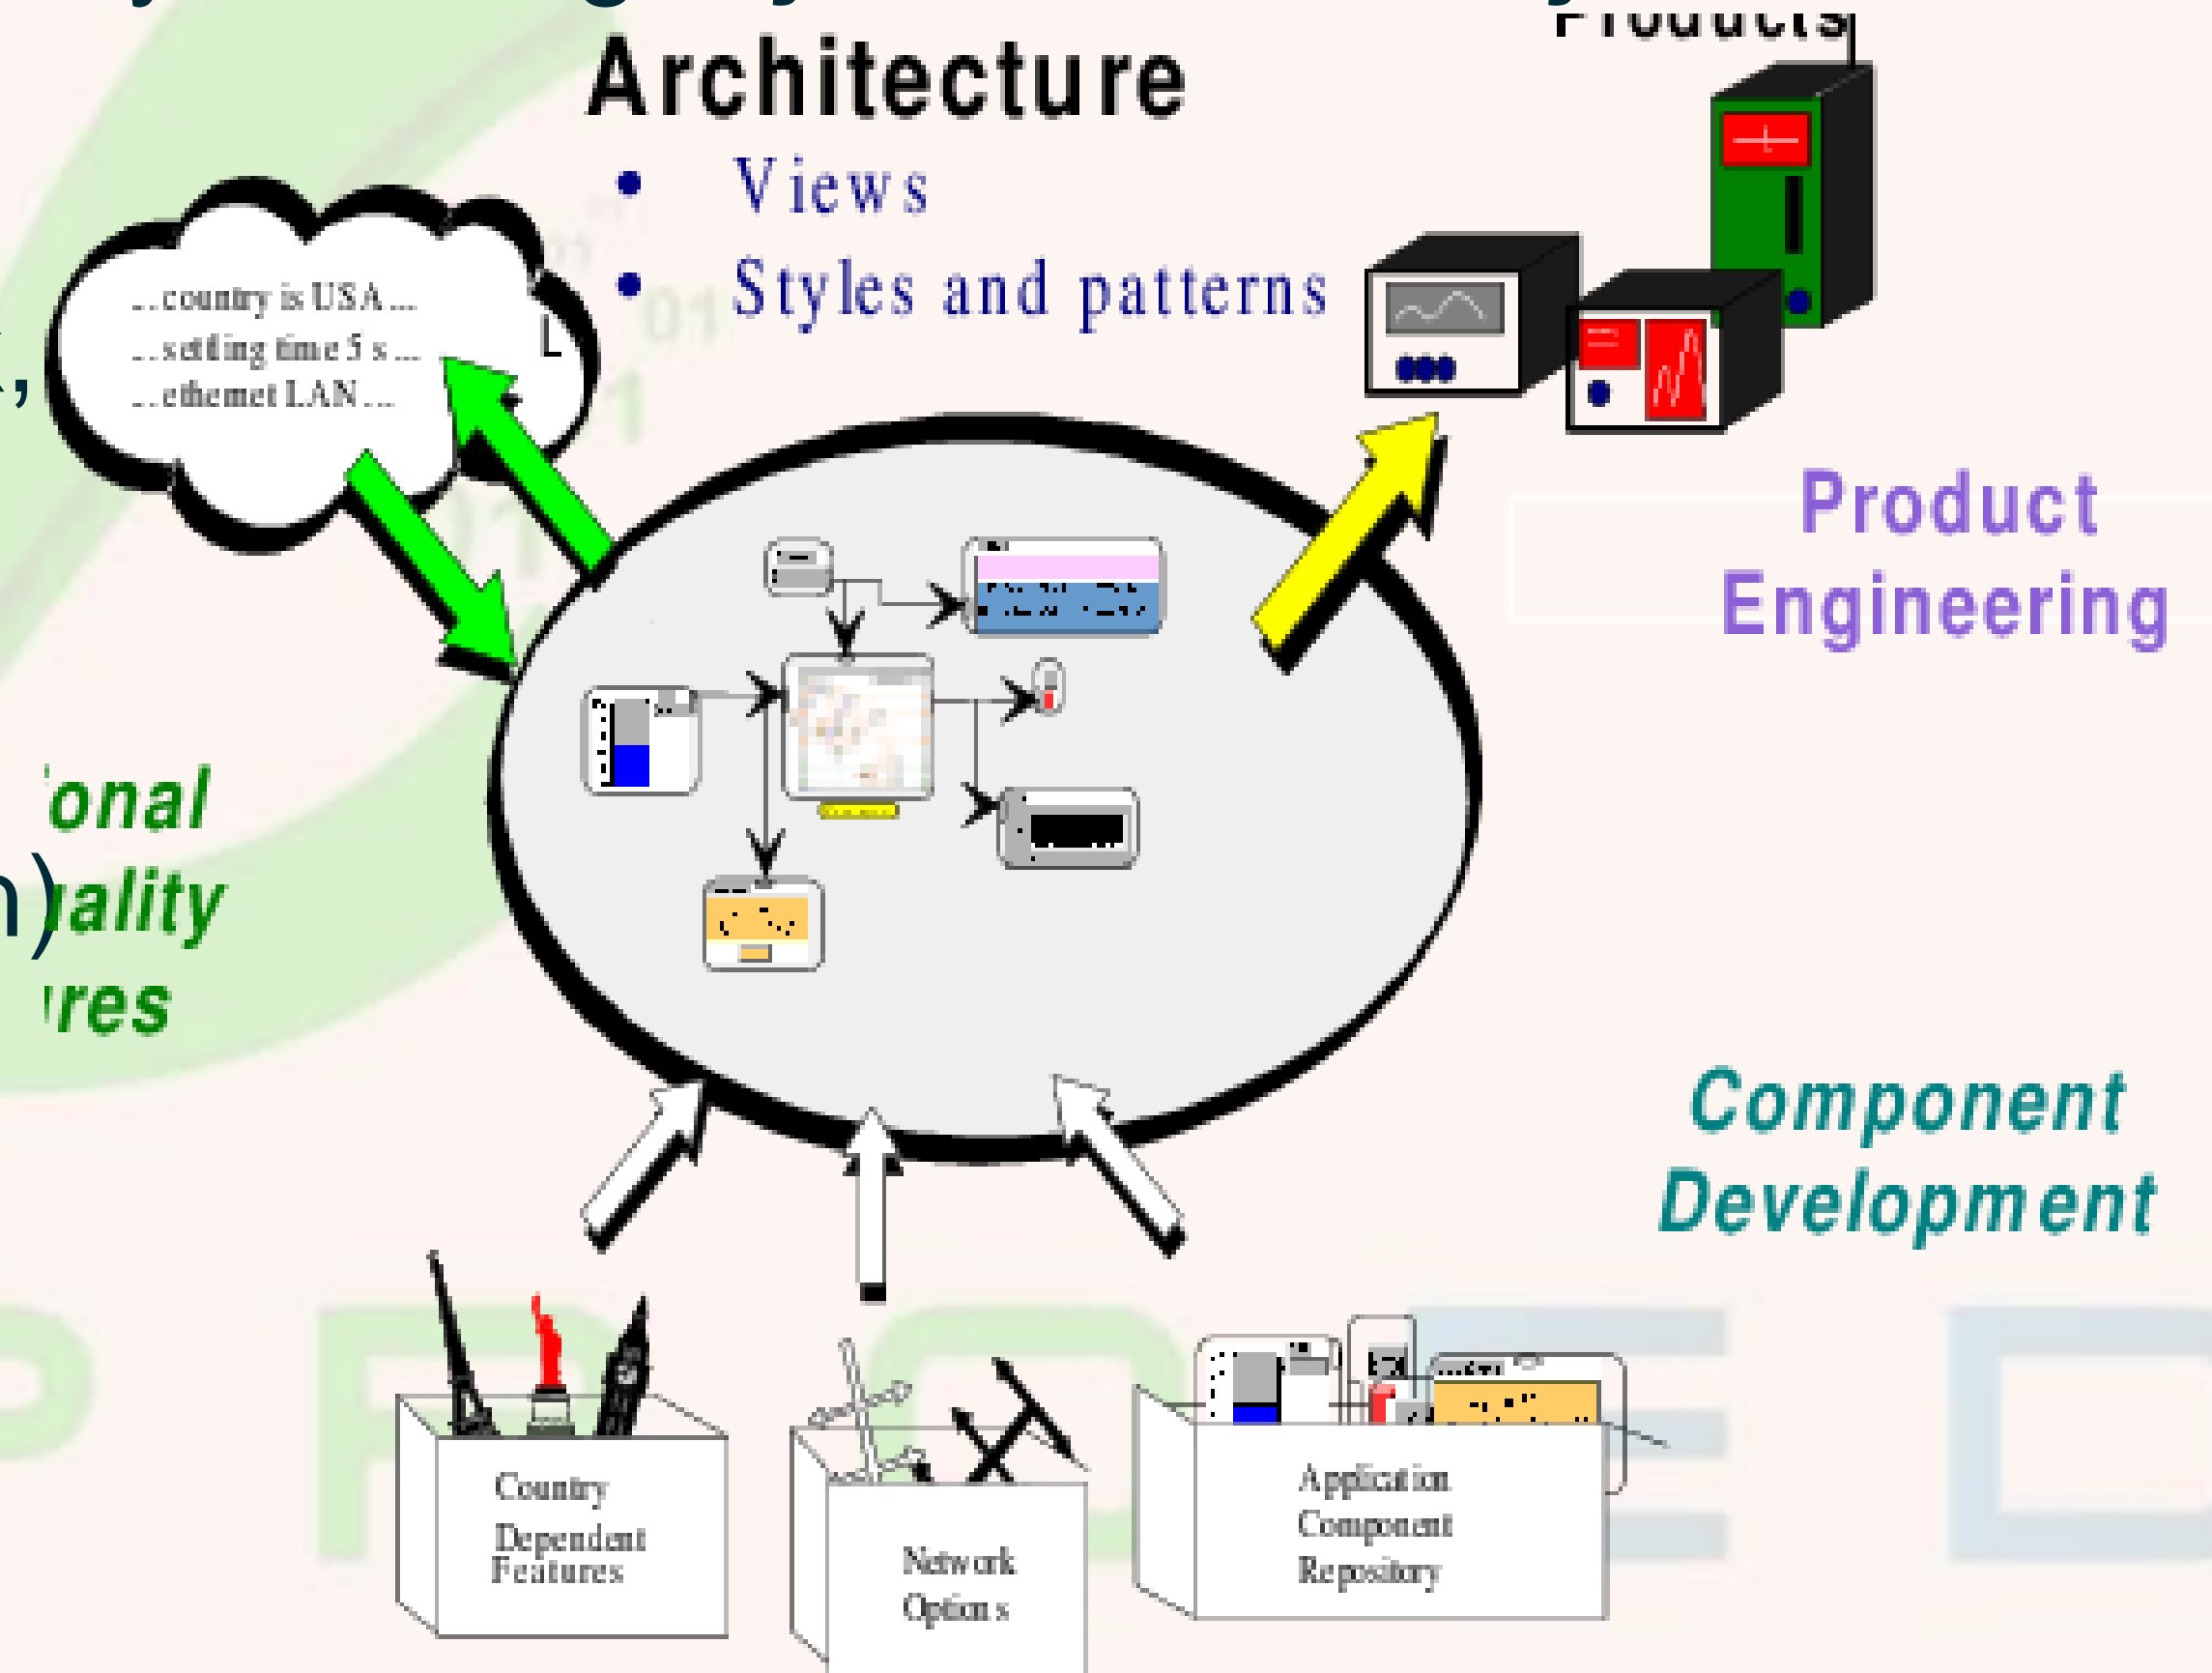 Products
Architecture
• Views
• Styles and patterns
...country is USA...
...settling time 5 s...
...ethernet LAN...
Product
Engineering
onal
ality
res
Component
Development
Country
Dependent
Features
Network
Options
Application
Component
Repository